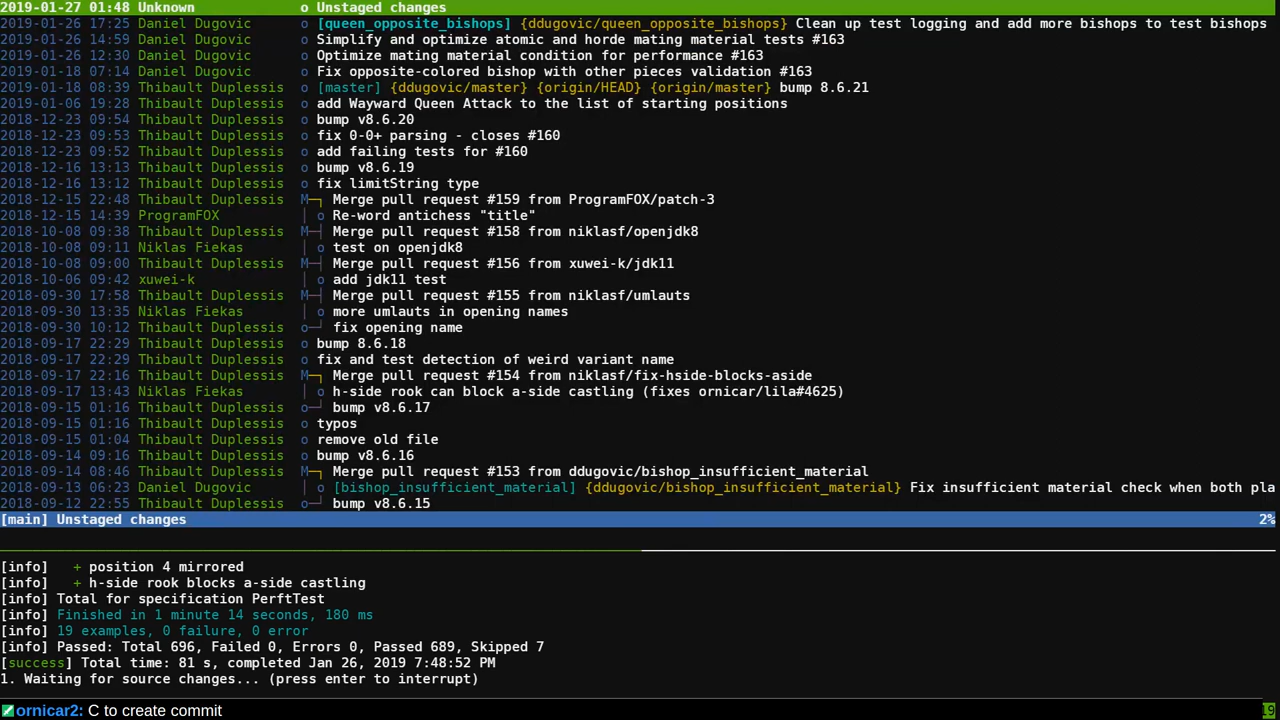 2019-01-27 01:48 Unknown o Unstaged changes
2019-01-26 17:25 Daniel Dugovic o [queen_opposite_bishops] {ddugovic/queen_opposite_bishops} Clean up test logging and add more bishops to test bishops
2019-01-26 14:59 Daniel Dugovic o Simplify and optimize atomic and horde mating material tests #163
2019-01-26 12:30 Daniel Dugovic o Optimize mating material condition for performance #163
2019-01-18 07:14 Daniel Dugovic o Fix opposite-colored bishop with other pieces validation #163
2019-01-18 08:39 Thibault Duplessis o [master] {ddugovic/master} {origin/HEAD} {origin/master} bump 8.6.21
2019-01-06 19:28 Thibault Duplessis o add Wayward Queen Attack to the list of starting positions
2018-12-23 09:54 Thibault Duplessis o bump v8.6.20
2018-12-23 09:53 Thibault Duplessis o fix 0-0+ parsing - closes #160
2018-12-23 09:52 Thibault Duplessis o add failing tests for #160
2018-12-16 13:13 Thibault Duplessis o bump v8.6.19
2018-12-16 13:12 Thibault Duplessis o fix limitString type
2018-12-15 22:48 Thibault Duplessis M─┐ Merge pull request #159 from ProgramFOX/patch-3
2018-12-15 14:39 ProgramFOX │ o Re-word antichess "title"
2018-10-08 09:38 Thibault Duplessis M─┤ Merge pull request #158 from niklasf/openjdk8
2018-10-08 09:11 Niklas Fiekas │ o test on openjdk8
2018-10-08 09:00 Thibault Duplessis M─┤ Merge pull request #156 from xuwei-k/jdk11
2018-10-06 09:42 xuwei-k │ o add jdk11 test
2018-09-30 17:58 Thibault Duplessis M─┤ Merge pull request #155 from niklasf/umlauts
2018-09-30 13:35 Niklas Fiekas │ o more umlauts in opening names
2018-09-30 10:12 Thibault Duplessis o─┘ fix opening name
2018-09-17 22:29 Thibault Duplessis o bump 8.6.18
2018-09-17 22:29 Thibault Duplessis o fix and test detection of weird variant name
2018-09-17 22:16 Thibault Duplessis M─┐ Merge pull request #154 from niklasf/fix-hside-blocks-aside
2018-09-17 13:43 Niklas Fiekas │ o h-side rook can block a-side castling (fixes ornicar/lila#4625)
2018-09-15 01:16 Thibault Duplessis o─┘ bump v8.6.17
2018-09-15 01:16 Thibault Duplessis o typos
2018-09-15 01:04 Thibault Duplessis o remove old file
2018-09-14 09:16 Thibault Duplessis o bump v8.6.16
2018-09-14 08:46 Thibault Duplessis M─┐ Merge pull request #153 from ddugovic/bishop_insufficient_material
2018-09-13 06:23 Daniel Dugovic │ o [bishop_insufficient_material] {ddugovic/bishop_insufficient_material} Fix insufficient material check when both pla
2018-09-12 22:55 Thibault Duplessis o─┘ bump v8.6.15
[main] Unstaged changes 2%
[info] + position 4 mirrored
[info] + h-side rook blocks a-side castling
[info] Total for specification PerftTest
[info] Finished in 1 minute 14 seconds, 180 ms
[info] 19 examples, 0 failure, 0 error
[info] Passed: Total 696, Failed 0, Errors 0, Passed 689, Skipped 7
[success] Total time: 81 s, completed Jan 26, 2019 7:48:52 PM
1. Waiting for source changes... (press enter to interrupt)
ornicar2: C to create commit 19